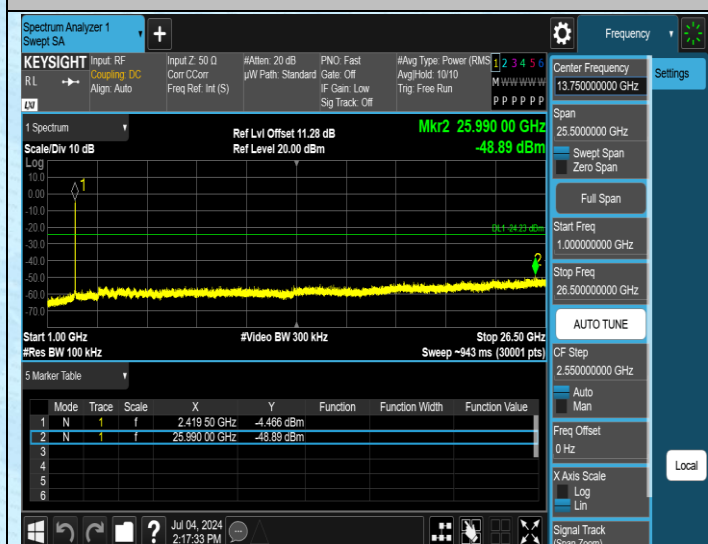 Spectrum Analyzer 1
Swept SA
+
Frequency
KEYSIGHT
RL
LXI
Input: RF
Coupling: DC
Align: Auto
Input Z: 50 Ω
Corr CCorr
Freq Ref: Int (S)
#Atten: 20 dB
µW Path: Standard
PNO: Fast
Gate: Off
IF Gain: Low
Sig Track: Off
#Avg Type: Power (RMS
Avg|Hold: 10/10
Trig: Free Run
1 2 3 4 5 6
M W W W W W
P P P P P P
1 Spectrum
Scale/Div 10 dB
Ref Lvl Offset 11.28 dB
Ref Level 20.00 dBm
Mkr2 25.990 00 GHz
-48.89 dBm
Log
10.0
0.00
-10.0
-20.0
-30.0
-40.0
-50.0
-60.0
-70.0
1
DL1 -24.23 dBm
2
Start 1.00 GHz
#Res BW 100 kHz
#Video BW 300 kHz
Stop 26.50 GHz
Sweep ~943 ms (30001 pts)
5 Marker Table
Mode Trace Scale X Y Function Function Width Function Value
1 N 1 f 2.419 50 GHz -4.466 dBm
2 N 1 f 25.990 00 GHz -48.89 dBm
3
4
5
6
Jul 04, 2024
2:17:33 PM
?
Center Frequency
13.750000000 GHz
Settings
Span
25.5000000 GHz
Swept Span
Zero Span
Full Span
Start Freq
1.000000000 GHz
Stop Freq
26.500000000 GHz
AUTO TUNE
CF Step
2.550000000 GHz
Auto
Man
Freq Offset
0 Hz
X Axis Scale
Log
Lin
Local
Signal Track
(Span Zoom)